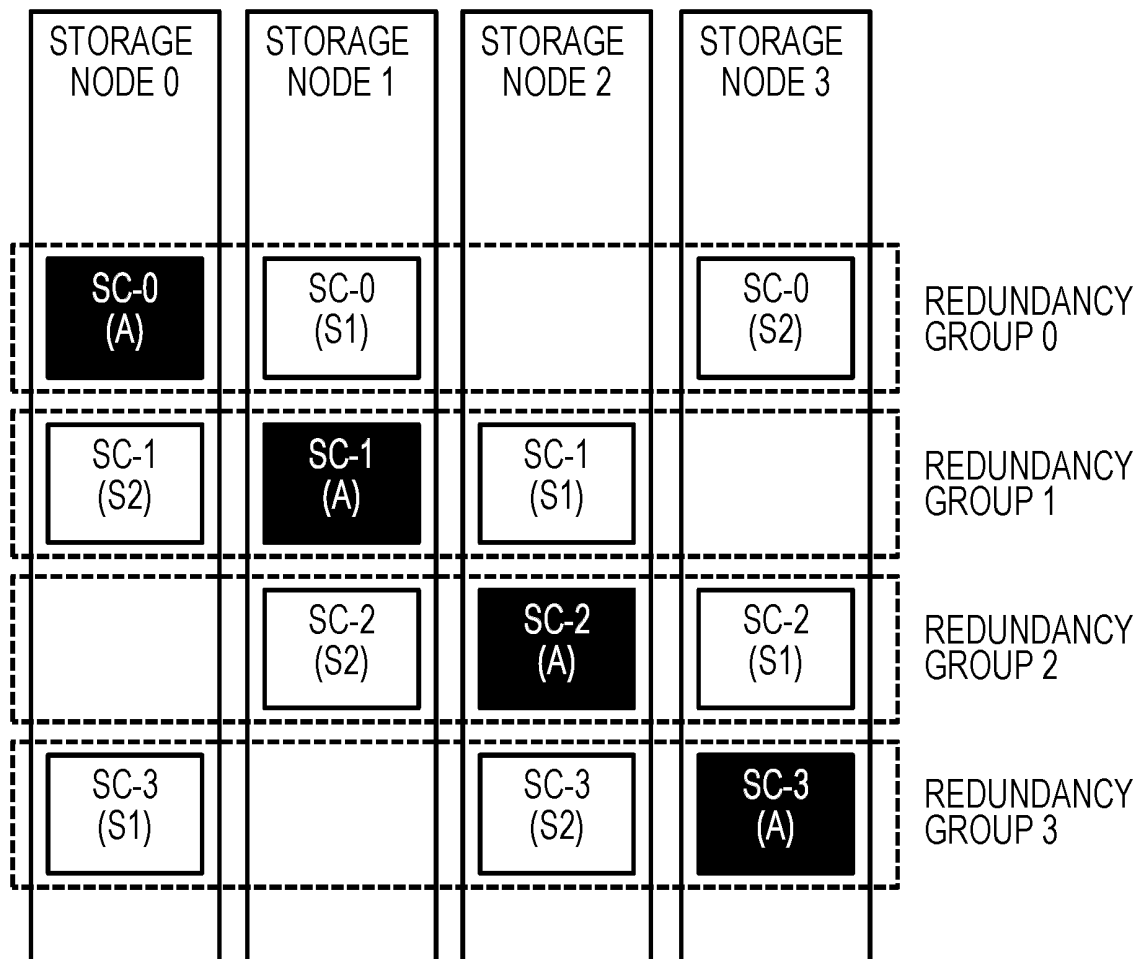 STORAGE
NODE 0
STORAGE
NODE 1
STORAGE
NODE 2
STORAGE
NODE 3
SC-0
(A)
SC-0
(S1)
SC-0
(S2)
REDUNDANCY
GROUP 0
SC-1
(S2)
SC-1
(A)
SC-1
(S1)
REDUNDANCY
GROUP 1
SC-2
(S2)
SC-2
(A)
SC-2
(S1)
REDUNDANCY
GROUP 2
SC-3
(S1)
SC-3
(S2)
SC-3
(A)
REDUNDANCY
GROUP 3